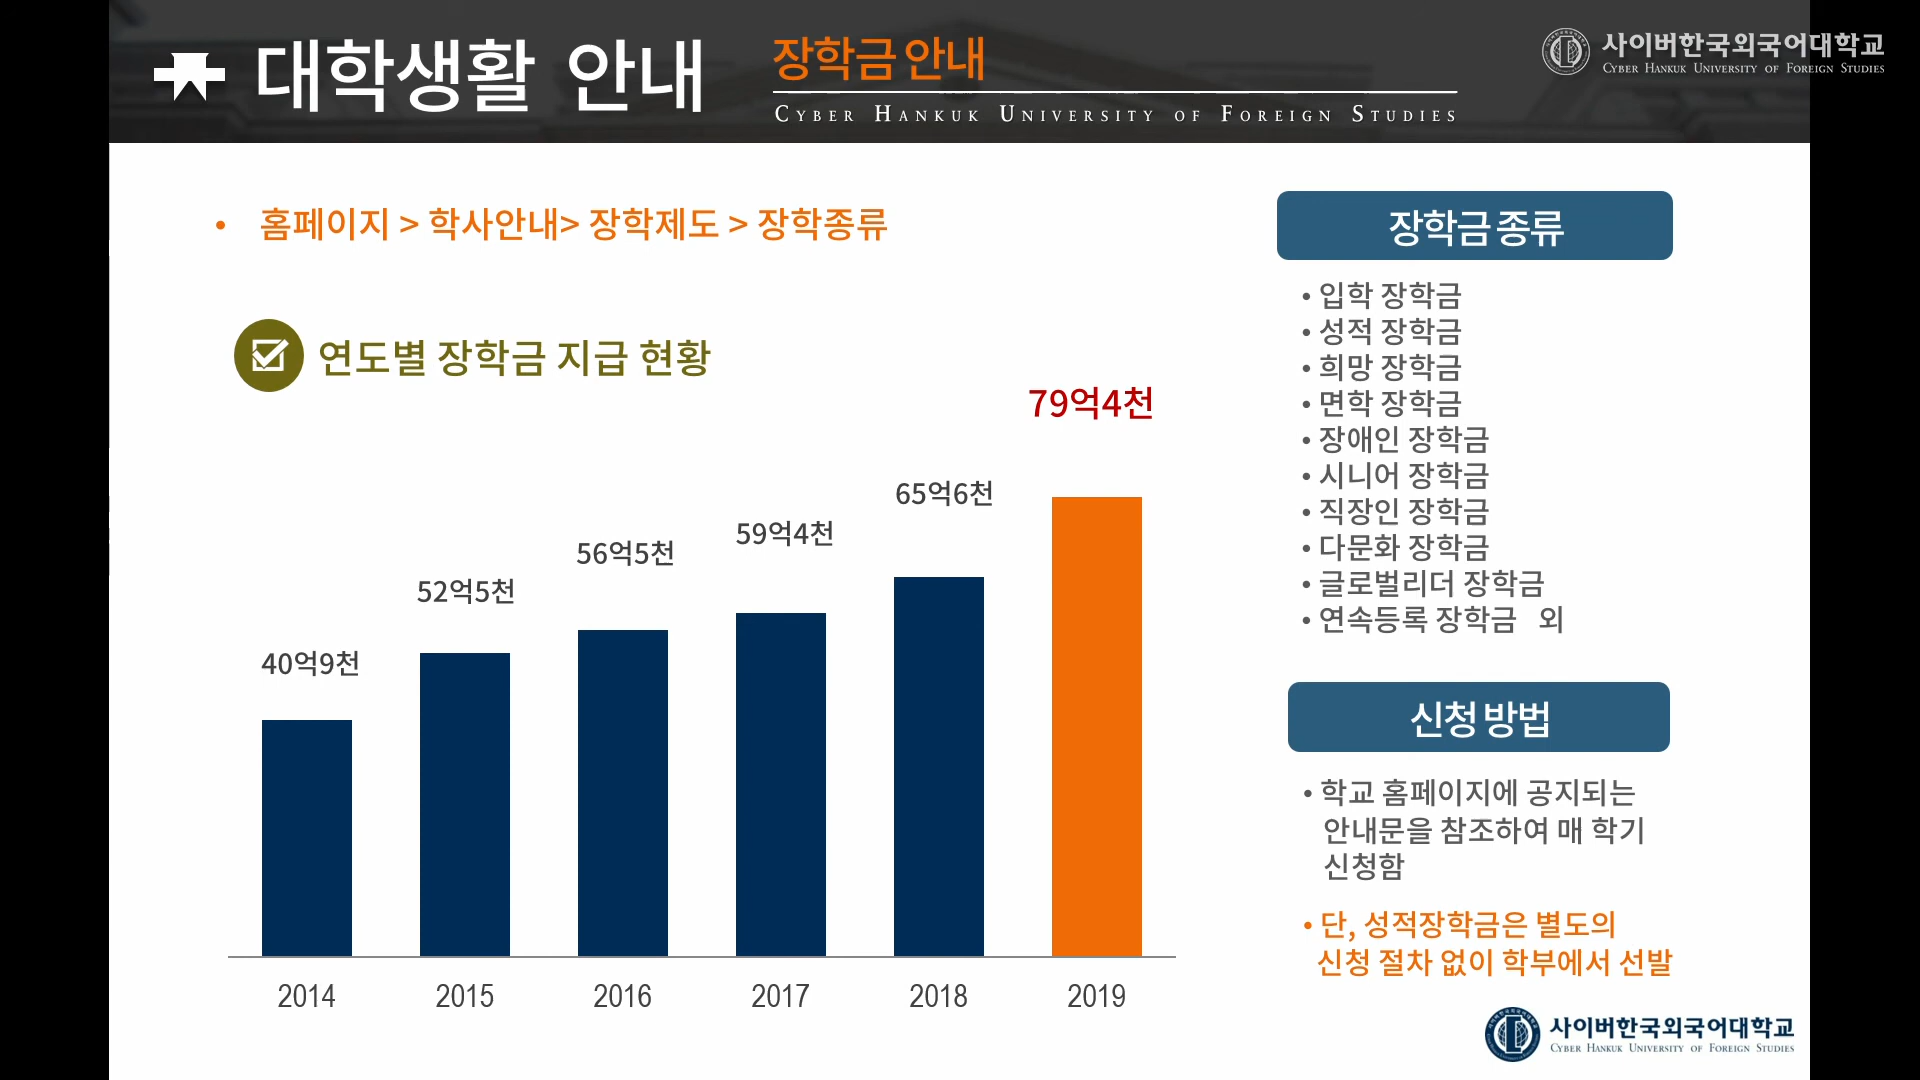 대학생활 안내
장학금 안내
CYBER HANKUK UNIVERSITY OF FOREIGN STUDIES
사이버한국외국어대학교
CYBER HANKUK UNIVERSITY OF FOREIGN STUDIES
• 홈페이지 > 학사안내> 장학제도 > 장학종류
연도별 장학금 지급 현황
40억9천
52억5천
56억5천
59억4천
65억6천
79억4천
2014
2015
2016
2017
2018
2019
장학금 종류
• 입학 장학금
• 성적 장학금
• 희망 장학금
• 면학 장학금
• 장애인 장학금
• 시니어 장학금
• 직장인 장학금
• 다문화 장학금
• 글로벌리더 장학금
• 연속등록 장학금 외
신청 방법
• 학교 홈페이지에 공지되는
안내문을 참조하여 매 학기
신청함
• 단, 성적장학금은 별도의
신청 절차 없이 학부에서 선발
사이버한국외국어대학교
CYBER HANKUK UNIVERSITY OF FOREIGN STUDIES